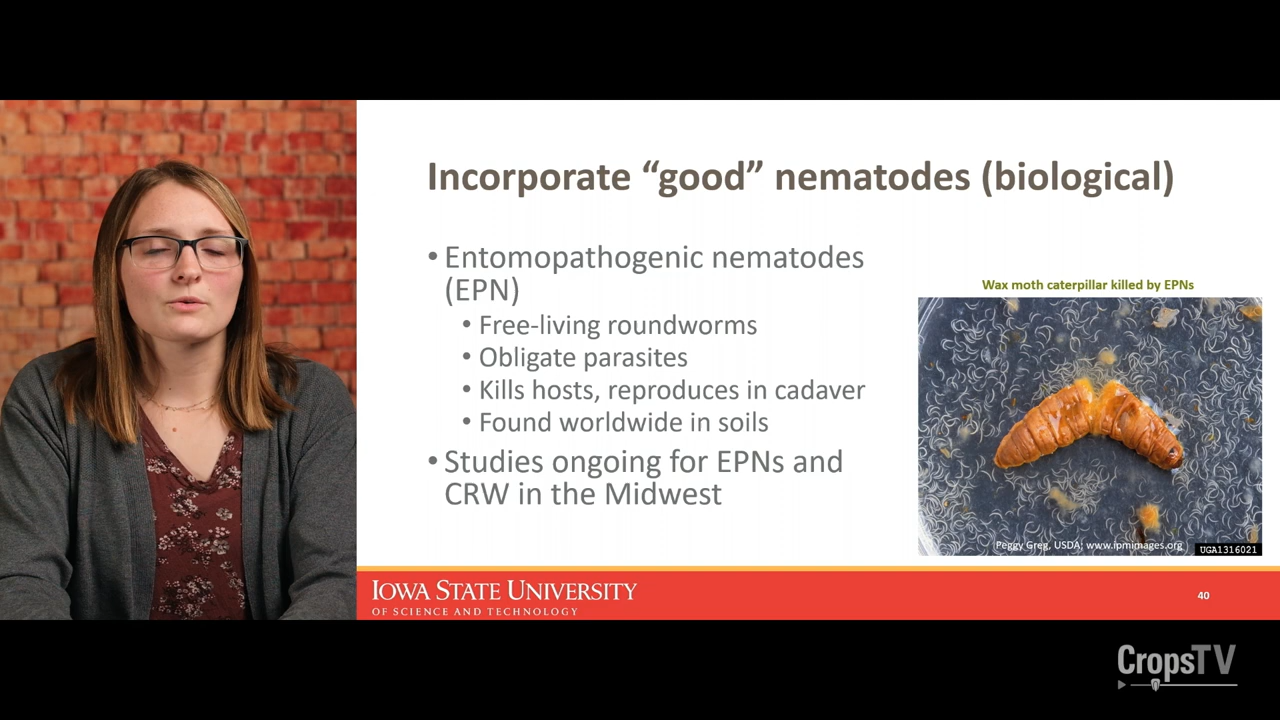 Incorporate “good” nematodes (biological)
• Entomopathogenic nematodes
(EPN)
• Free-living roundworms
• Obligate parasites
• Kills hosts, reproduces in cadaver
• Found worldwide in soils
• Studies ongoing for EPNs and
CRW in the Midwest
Wax moth caterpillar killed by EPNs
Peggy Greg, USDA; www.ipmimages.org
UGA1316021
IOWA STATE UNIVERSITY
OF SCIENCE AND TECHNOLOGY
40
CropsTV